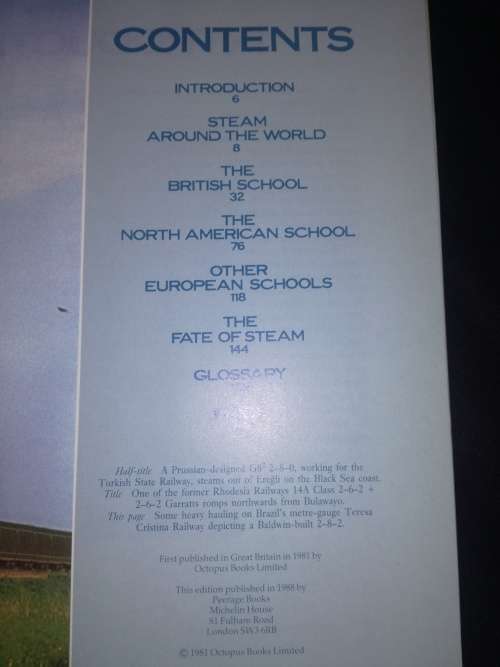 CONTENTS
INTRODUCTION
6
STEAM
AROUND THE WORLD
8
THE
BRITISH SCHOOL
32
THE
NORTH AMERICAN SCHOOL
76
OTHER
EUROPEAN SCHOOLS
118
THE
FATE OF STEAM
144
GLOSSARY
Half-title A Prussian-designed G8² 2–8–0, working for the
Turkish State Railway, steams out of Eregli on the Black Sea coast.
Title One of the former Rhodesia Railways 14A Class 2–6–2 +
2–6–2 Garratts romps northwards from Bulawayo.
This page Some heavy hauling on Brazil's metre-gauge Teresa
Cristina Railway depicting a Baldwin-built 2–8–2.
First published in Great Britain in 1981 by
Octopus Books Limited
This edition published in 1988 by
Peerage Books
Michelin House
81 Fulham Road
London SW3 6RB
© 1981 Octopus Books Limited